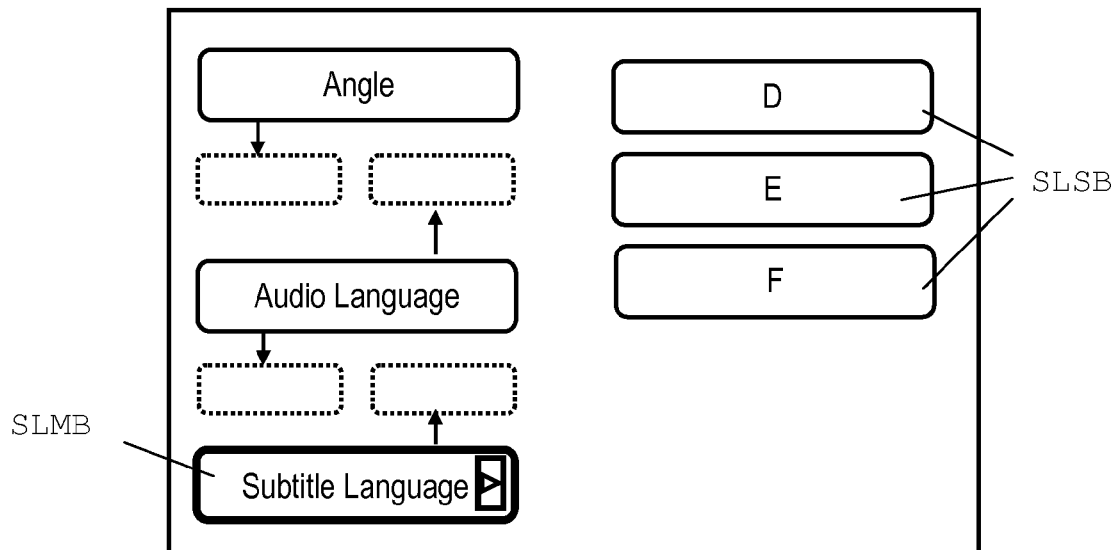 Angle
D
E
SLSB
Audio Language
F
SLMB
Subtitle Language